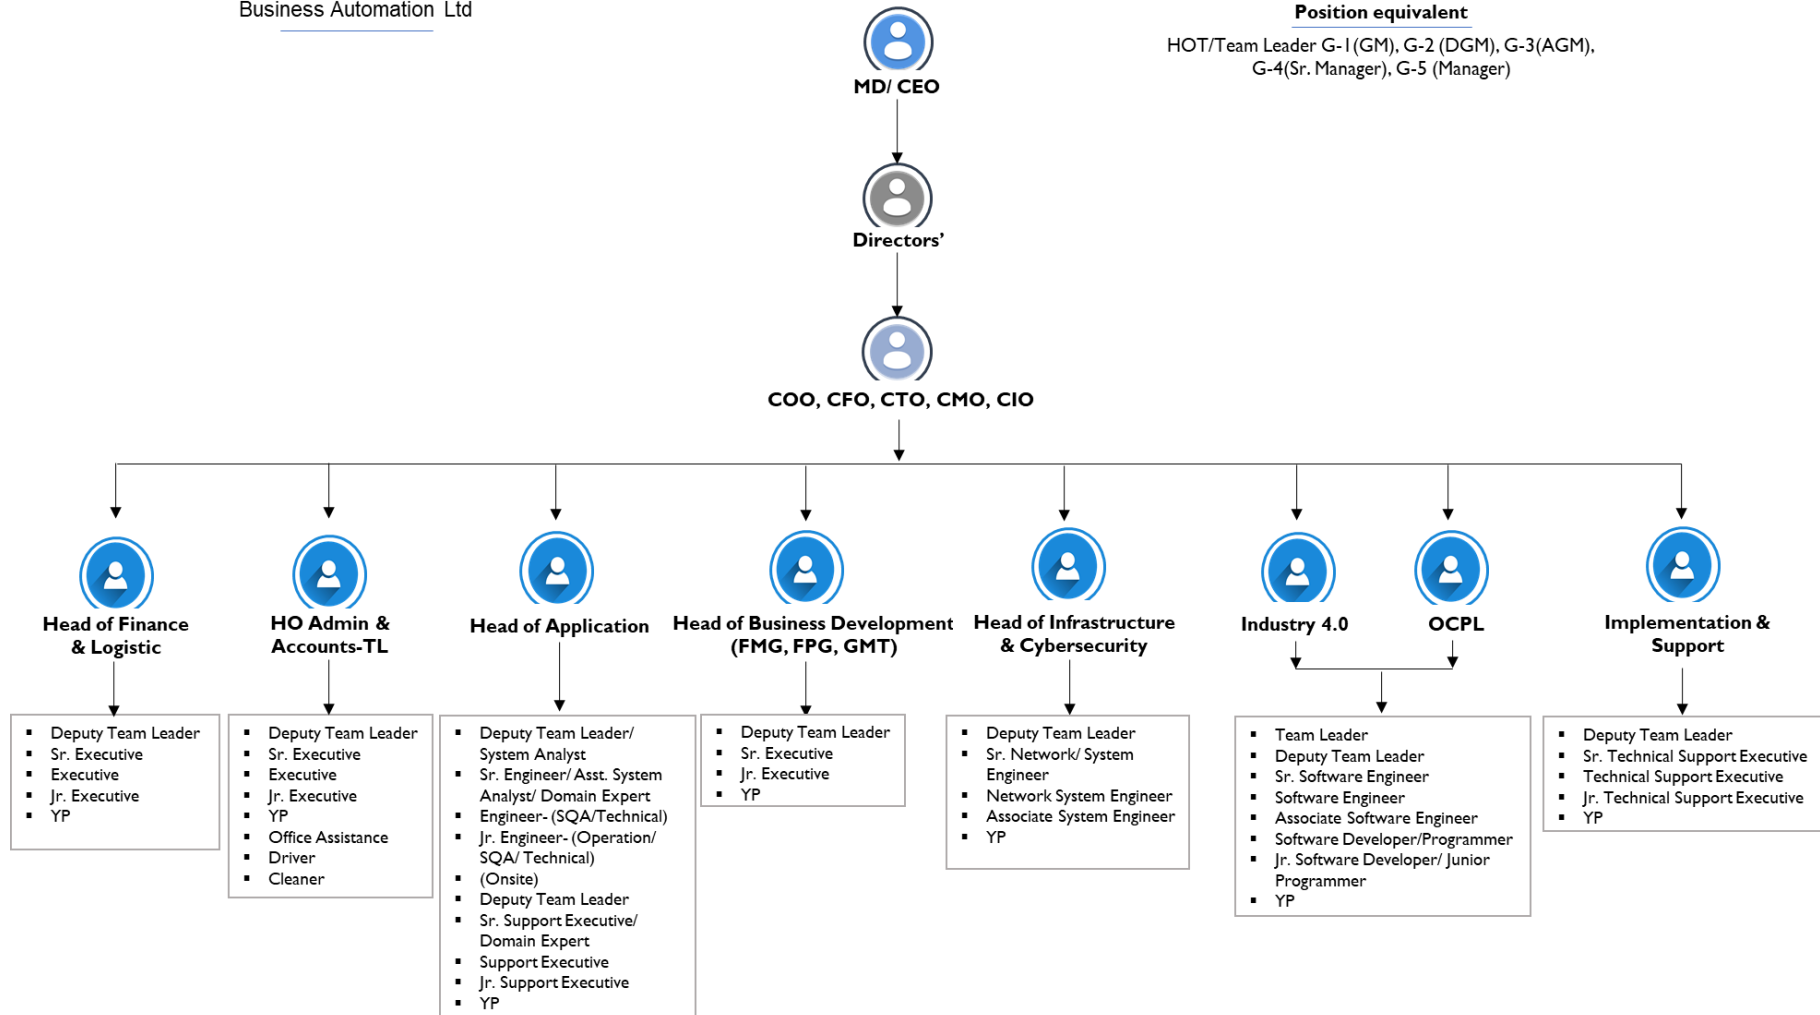 Business Automation Ltd
Position equivalent
HOT/Team Leader G-1(GM), G-2 (DGM), G-3(AGM),
G-4(Sr. Manager), G-5 (Manager)
MD/ CEO
Directors’
COO, CFO, CTO, CMO, CIO
Head of Finance
& Logistic
HO Admin &
Accounts-TL
Head of Application
Head of Business Development
(FMG, FPG, GMT)
Head of Infrastructure
& Cybersecurity
Industry 4.0
OCPL
Implementation &
Support
▪ Deputy Team Leader
▪ Sr. Executive
▪ Executive
▪ Jr. Executive
▪ YP
▪ Deputy Team Leader
▪ Sr. Executive
▪ Executive
▪ Jr. Executive
▪ YP
▪ Office Assistance
▪ Driver
▪ Cleaner
▪ Deputy Team Leader/
System Analyst
▪ Sr. Engineer/ Asst. System
Analyst/ Domain Expert
▪ Engineer- (SQA/Technical)
▪ Jr. Engineer- (Operation/
SQA/ Technical)
▪ (Onsite)
▪ Deputy Team Leader
▪ Sr. Support Executive/
Domain Expert
▪ Support Executive
▪ Jr. Support Executive
▪ YP
▪ Deputy Team Leader
▪ Sr. Executive
▪ Jr. Executive
▪ YP
▪ Deputy Team Leader
▪ Sr. Network/ System
Engineer
▪ Network System Engineer
▪ Associate System Engineer
▪ YP
▪ Team Leader
▪ Deputy Team Leader
▪ Sr. Software Engineer
▪ Software Engineer
▪ Associate Software Engineer
▪ Software Developer/Programmer
▪ Jr. Software Developer/ Junior
Programmer
▪ YP
▪ Deputy Team Leader
▪ Sr. Technical Support Executive
▪ Technical Support Executive
▪ Jr. Technical Support Executive
▪ YP